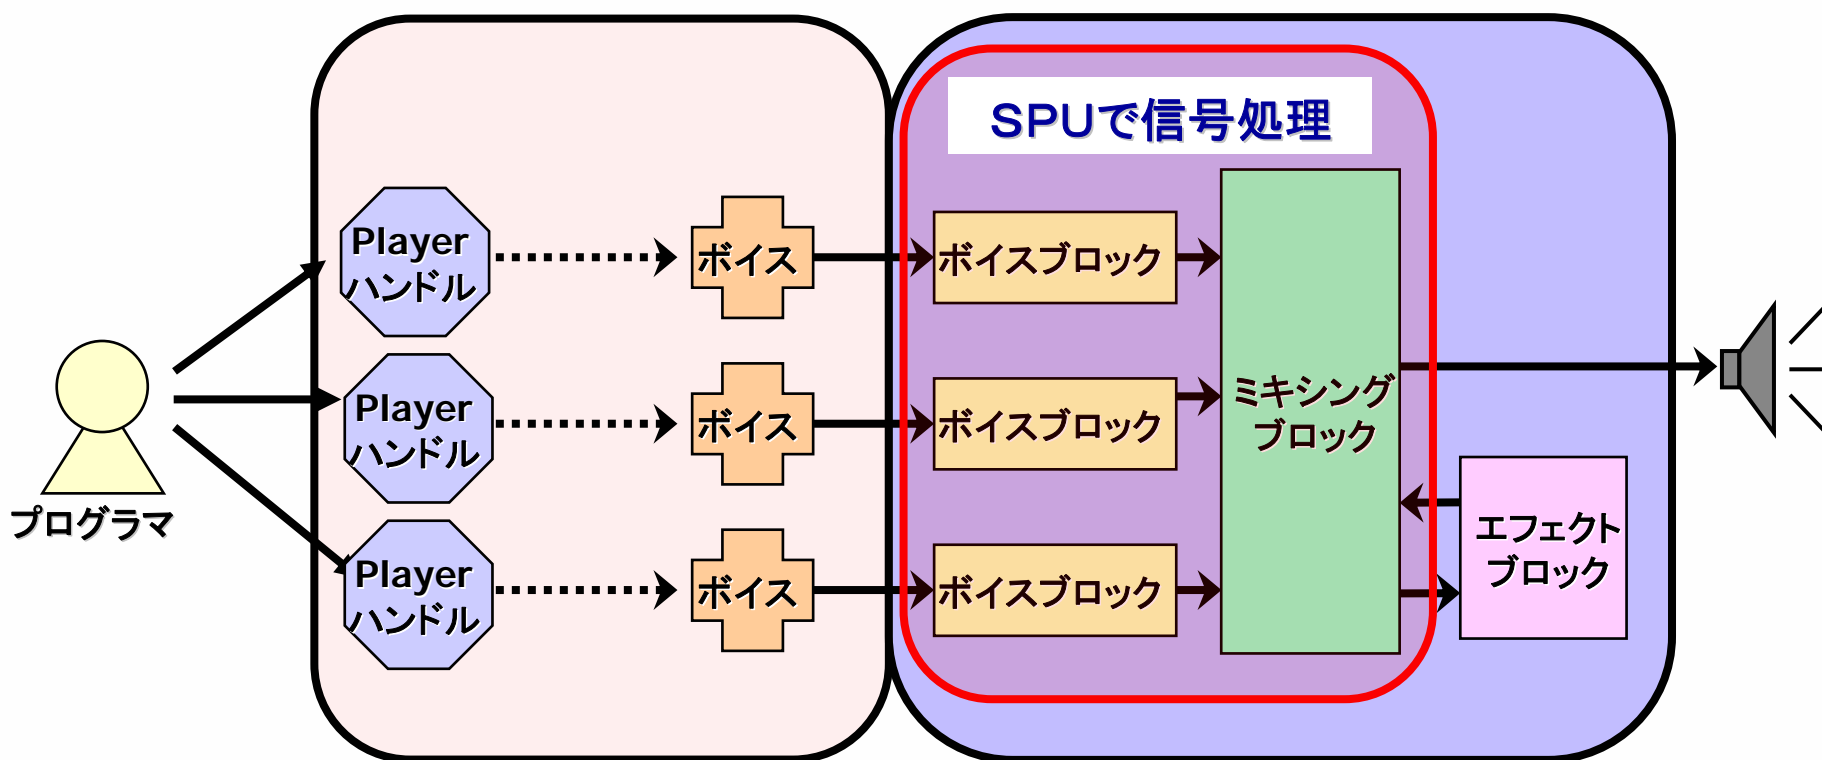 SPUで信号処理
Player
ハンドル
ボイス
ボイスブロック
Player
ハンドル
ボイス
ボイスブロック
ミキシング
ブロック
プログラマ
Player
ハンドル
ボイス
ボイスブロック
エフェクト
ブロック